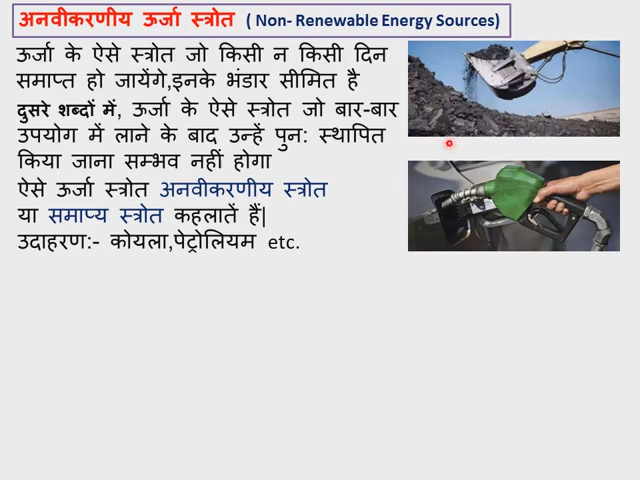 अनवीकरणीय ऊर्जा स्त्रोत ( Non- Renewable Energy Sources)
ऊर्जा के ऐसे स्त्रोत जो किसी न किसी दिन
समाप्त हो जायेंगे,इनके भंडार सीमित है
दुसरे शब्दों में, ऊर्जा के ऐसे स्त्रोत जो बार-बार
उपयोग में लाने के बाद उन्हें पुन: स्थापित
किया जाना सम्भव नहीं होगा
ऐसे ऊर्जा स्त्रोत अनवीकरणीय स्त्रोत
या समाप्य स्त्रोत कहलातें हैं|
उदाहरण:- कोयला,पेट्रोलियम etc.